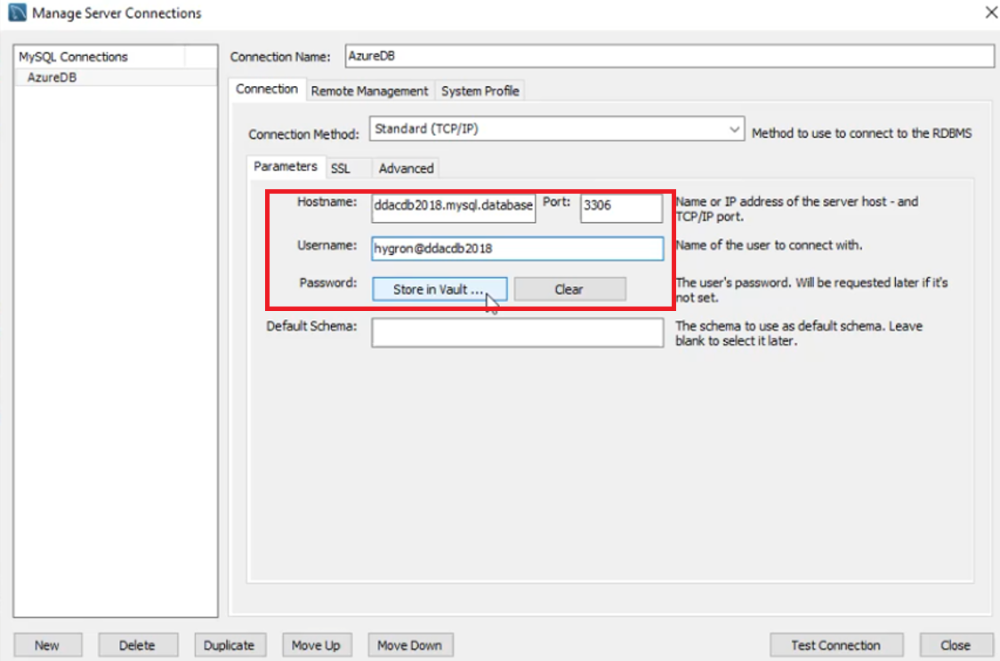 Manage Server Connections
MySQL Connections
AzureDB
Connection Name:
AzureDB
Connection
Remote Management
System Profile
Connection Method:
Standard (TCP/IP)
Method to use to connect to the RDBMS
Parameters
SSL
Advanced
Hostname:
ddacdb2018.mysql.database
Port:
3306
Name or IP address of the server host - and
TCP/IP port.
Username:
hygron@ddacdb2018
Name of the user to connect with.
Password:
Store in Vault ...
Clear
The user's password. Will be requested later if it's
not set.
Default Schema:
The schema to use as default schema. Leave
blank to select it later.
New
Delete
Duplicate
Move Up
Move Down
Test Connection
Close